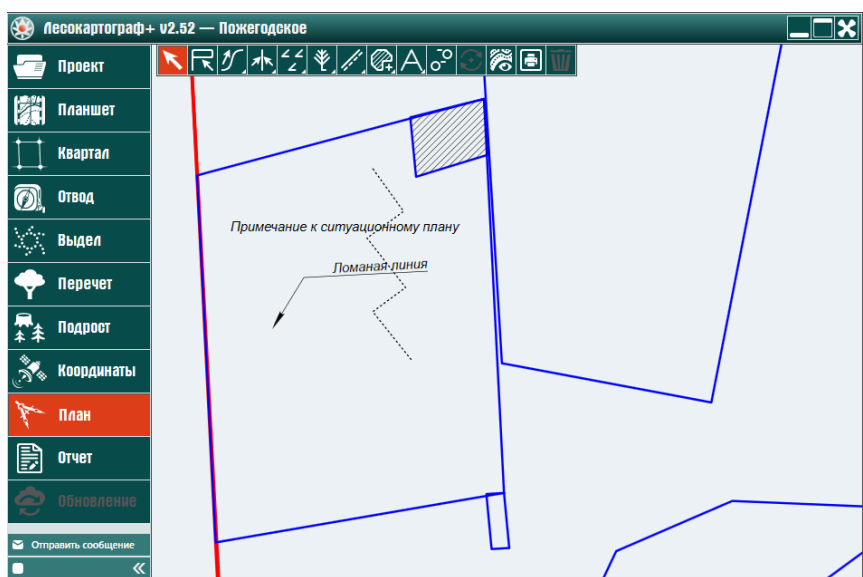 Лесокартограф+ v2.52 — Пожегодское
Проект
Планшет
Квартал
Отвод
Выдел
Перечет
Подрост
Координаты
План
Отчет
Обновление
Отправить сообщение
Примечание к ситуационному плану
Ломаная линия